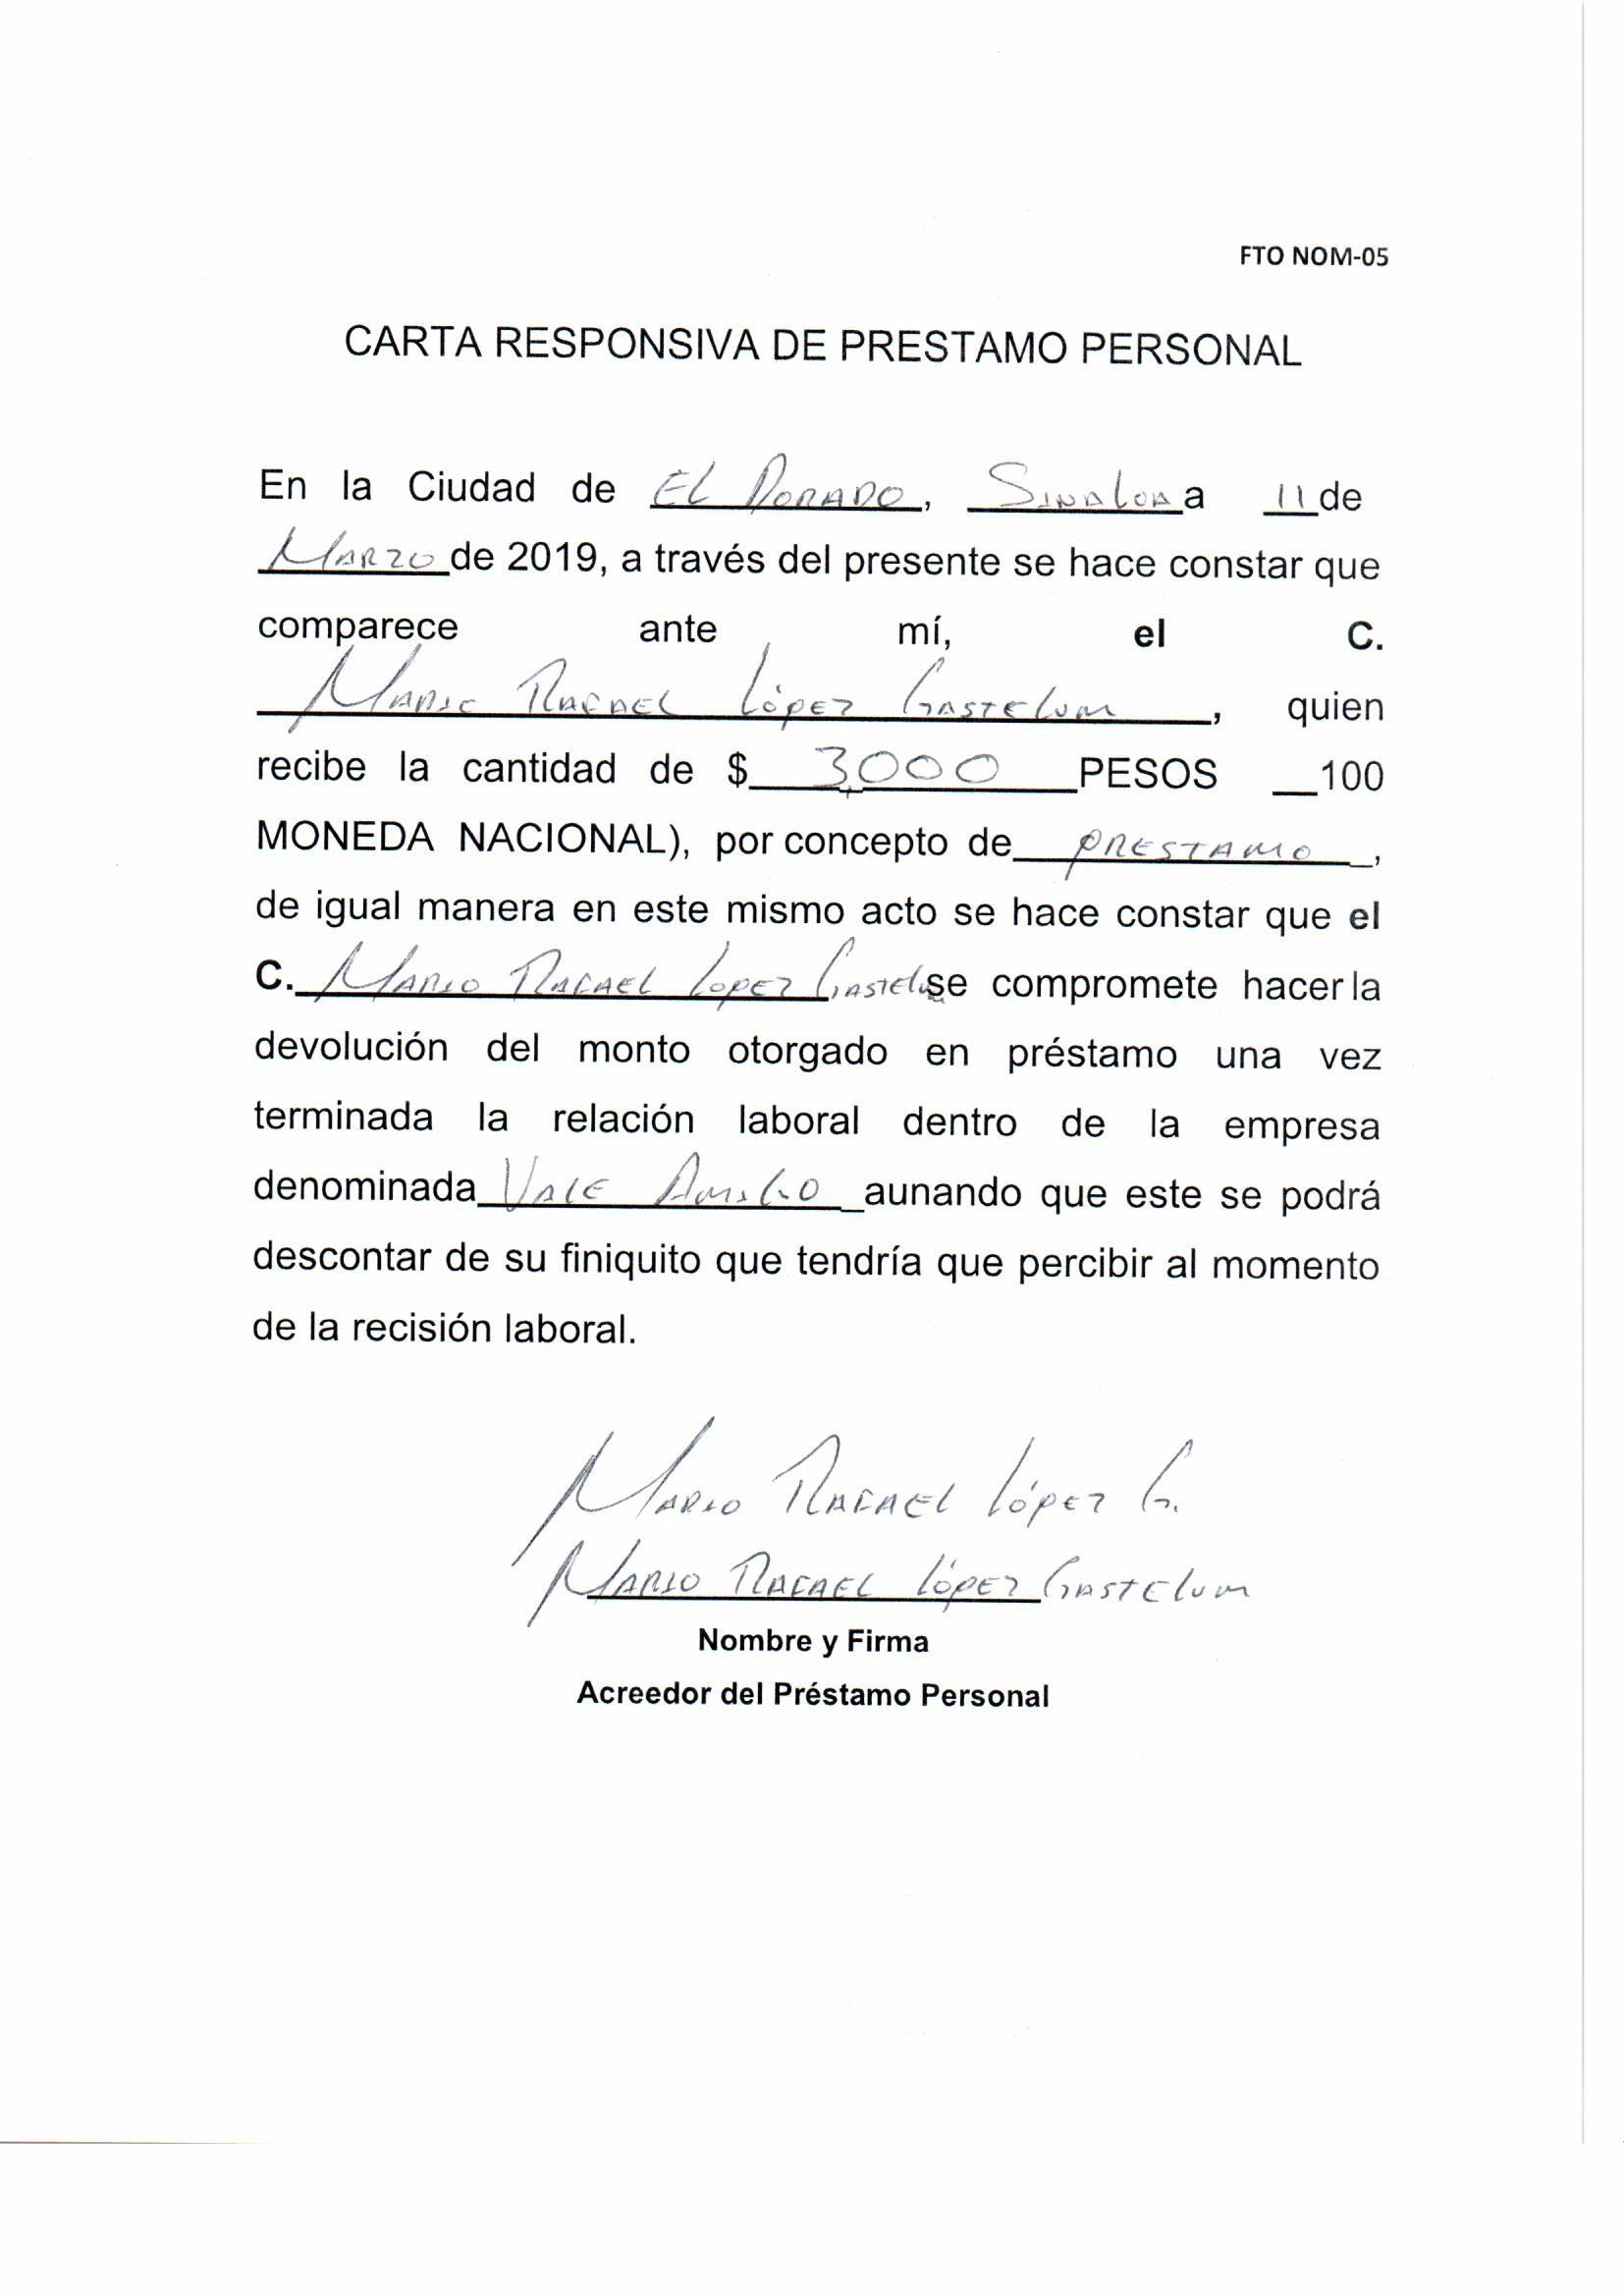 FTO NOM-05
CARTA RESPONSIVA DE PRESTAMO PERSONAL
En la Ciudad de El Dorado, Sinaloa a 11 de
Marzo de 2019, a través del presente se hace constar que
comparece ante mí, el C.
Mario Rafael López Gastelum, quien
recibe la cantidad de $ 3,000 PESOS __100
MONEDA NACIONAL), por concepto de prestamo,
de igual manera en este mismo acto se hace constar que el
C. Mario Rafael Lopez Gastelum se compromete hacer la
devolución del monto otorgado en préstamo una vez
terminada la relación laboral dentro de la empresa
denominada Vale Amigo aunando que este se podrá
descontar de su finiquito que tendría que percibir al momento
de la recisión laboral.
Mario Rafael López G.
Mario Rafael López Gastelum
Nombre y Firma
Acreedor del Préstamo Personal